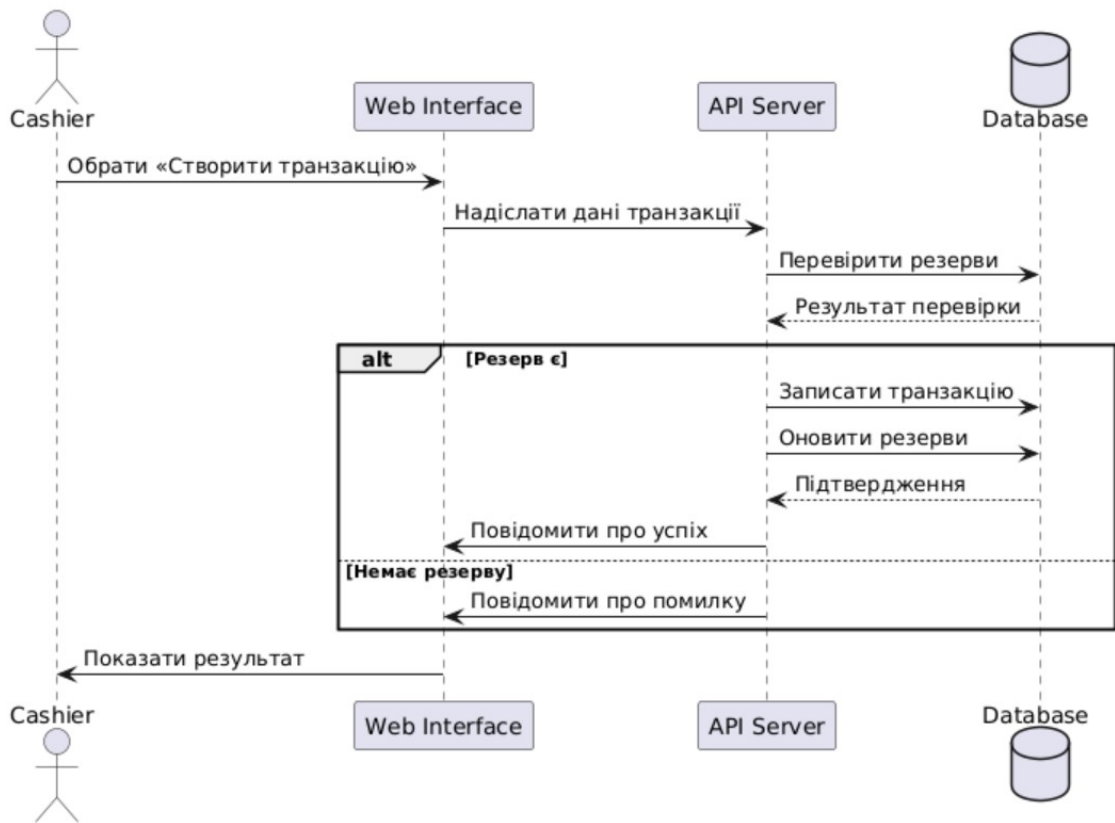 Cashier
Web Interface
API Server
Database
Обрати «Створити транзакцію»
Надіслати дані транзакції
Перевірити резерви
Результат перевірки
alt
[Резерв є]
Записати транзакцію
Оновити резерви
Підтвердження
Повідомити про успіх
[Немає резерву]
Повідомити про помилку
Показати результат
Cashier
Web Interface
API Server
Database